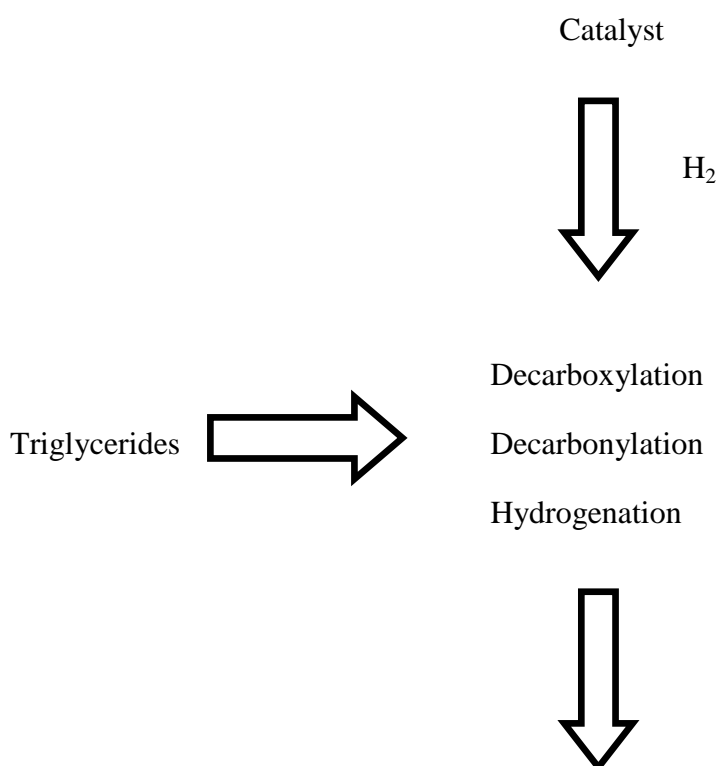 Catalyst
H₂
Decarboxylation
Triglycerides
Decarbonylation
Hydrogenation